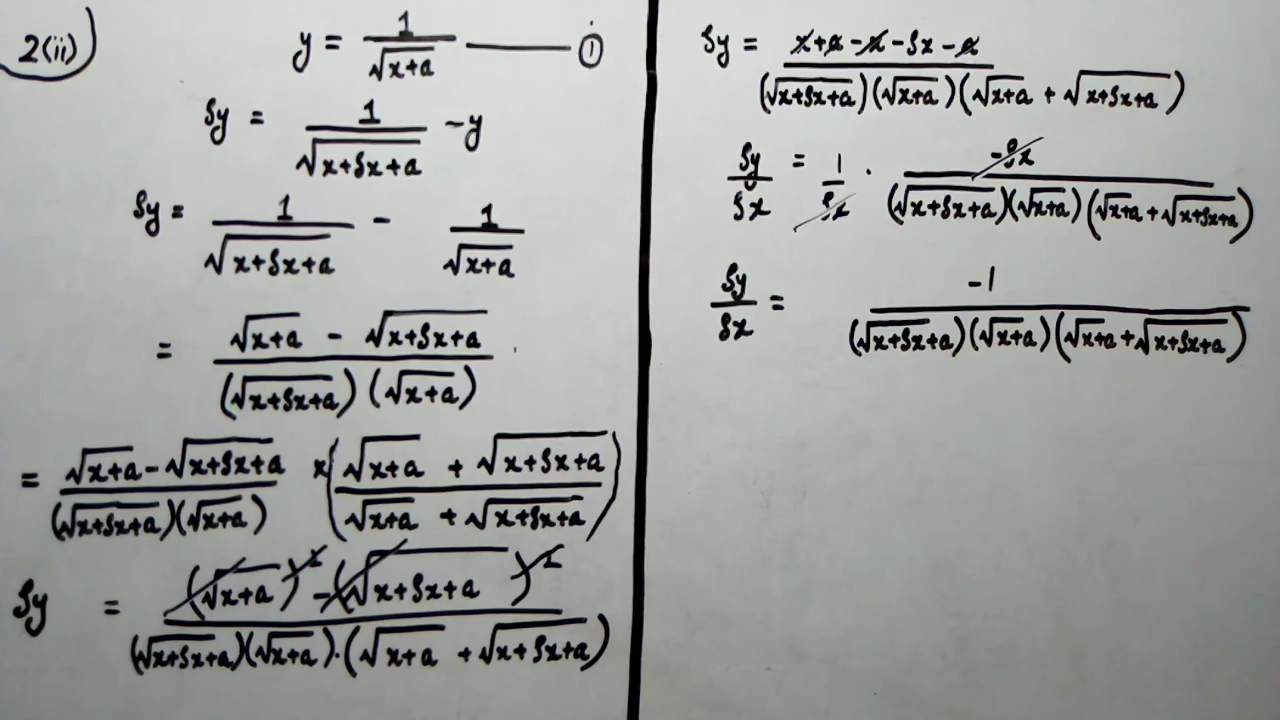 2(ii)
y = 1/√(x+a) ——— ①
δy = 1/√(x+δx+a) - y
δy = 1/√(x+δx+a) - 1/√(x+a)
= (√(x+a) - √(x+δx+a)) / ((√(x+δx+a)) (√(x+a)))
= (√(x+a) - √(x+δx+a)) / ((√(x+δx+a))(√(x+a))) × ((√(x+a) + √(x+δx+a)) / (√(x+a) + √(x+δx+a)))
δy = ((√(x+a))² - (√(x+δx+a))²) / ((√(x+δx+a))(√(x+a)).(√(x+a) + √(x+δx+a)))
δy = (x+a-x-δx-a) / ((√(x+δx+a))(√(x+a))(√(x+a) + √(x+δx+a)))
δy/δx = 1/δx . -δx / ((√(x+δx+a))(√(x+a))(√(x+a) + √(x+δx+a)))
δy/δx = -1 / ((√(x+δx+a))(√(x+a))(√(x+a) + √(x+δx+a)))